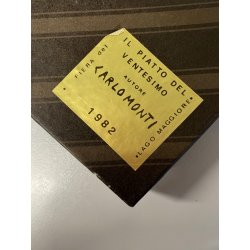 FIERA del
IL PIATTO DEL
VENTESIMO
AUTORE
CARLO MONTI
1982
*LAGO MAGGIORE*